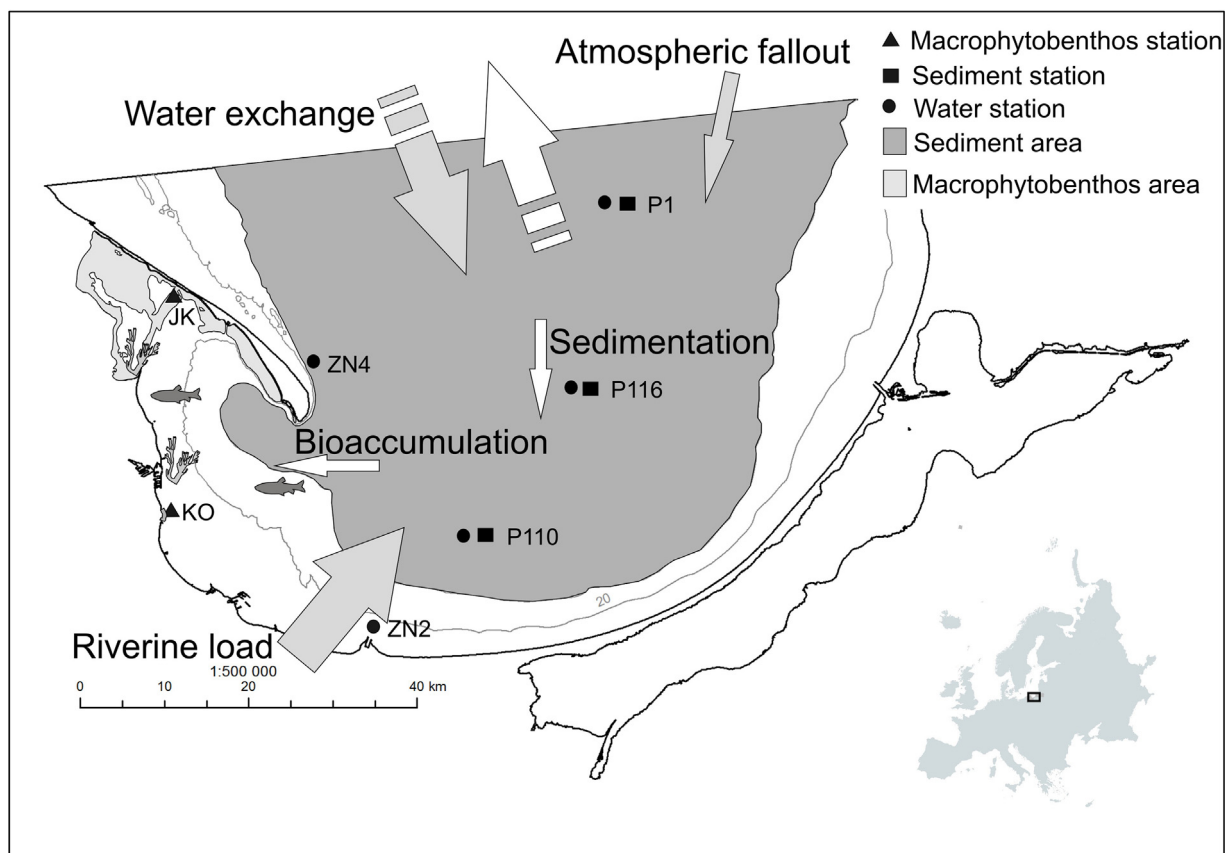 Atmospheric fallout
Water exchange
Macrophytobenthos station
Sediment station
Water station
Sediment area
Macrophytobenthos area
P1
JK
ZN4
Sedimentation
P116
Bioaccumulation
KO
P110
20
ZN2
Riverine load
1:500 000
0 10 20 40 km